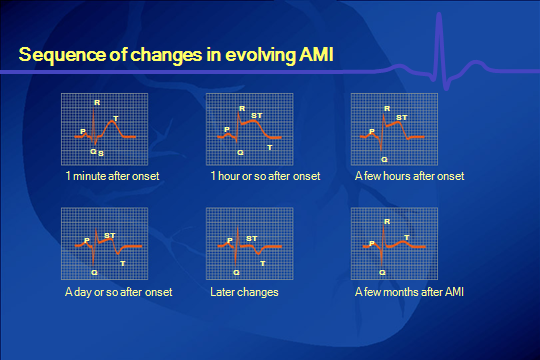 Sequence of changes in evolving AMI
R
P
T
Q S
1 minute after onset
R
ST
P
Q
T
1 hour or so after onset
R
ST
P
Q
A few hours after onset
P
ST
T
Q
A day or so after onset
P
ST
T
Q
Later changes
R
P
T
Q
A few months after AMI